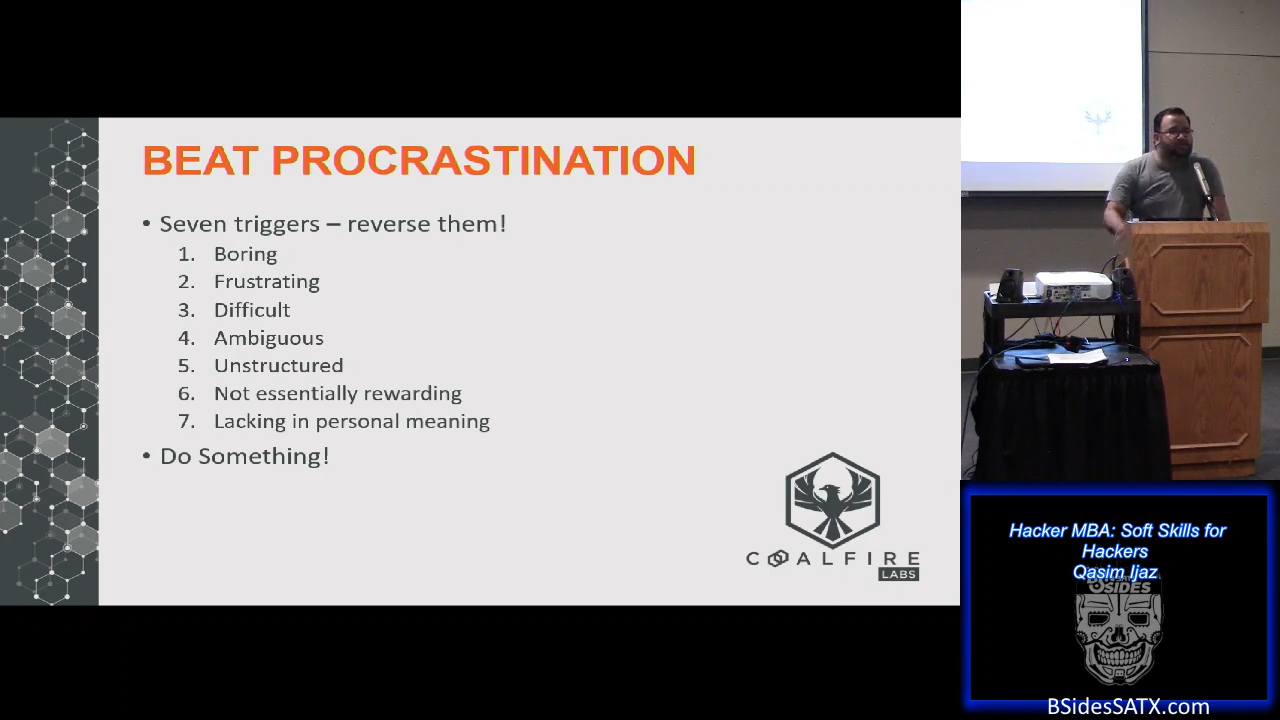 BEAT PROCRASTINATION
• Seven triggers – reverse them!
1. Boring
2. Frustrating
3. Difficult
4. Ambiguous
5. Unstructured
6. Not essentially rewarding
7. Lacking in personal meaning
• Do Something!
COALFIRE
LABS
Hacker MBA: Soft Skills for
Hackers
Qasim Ijaz
BSIDES
BSidesSATX.com